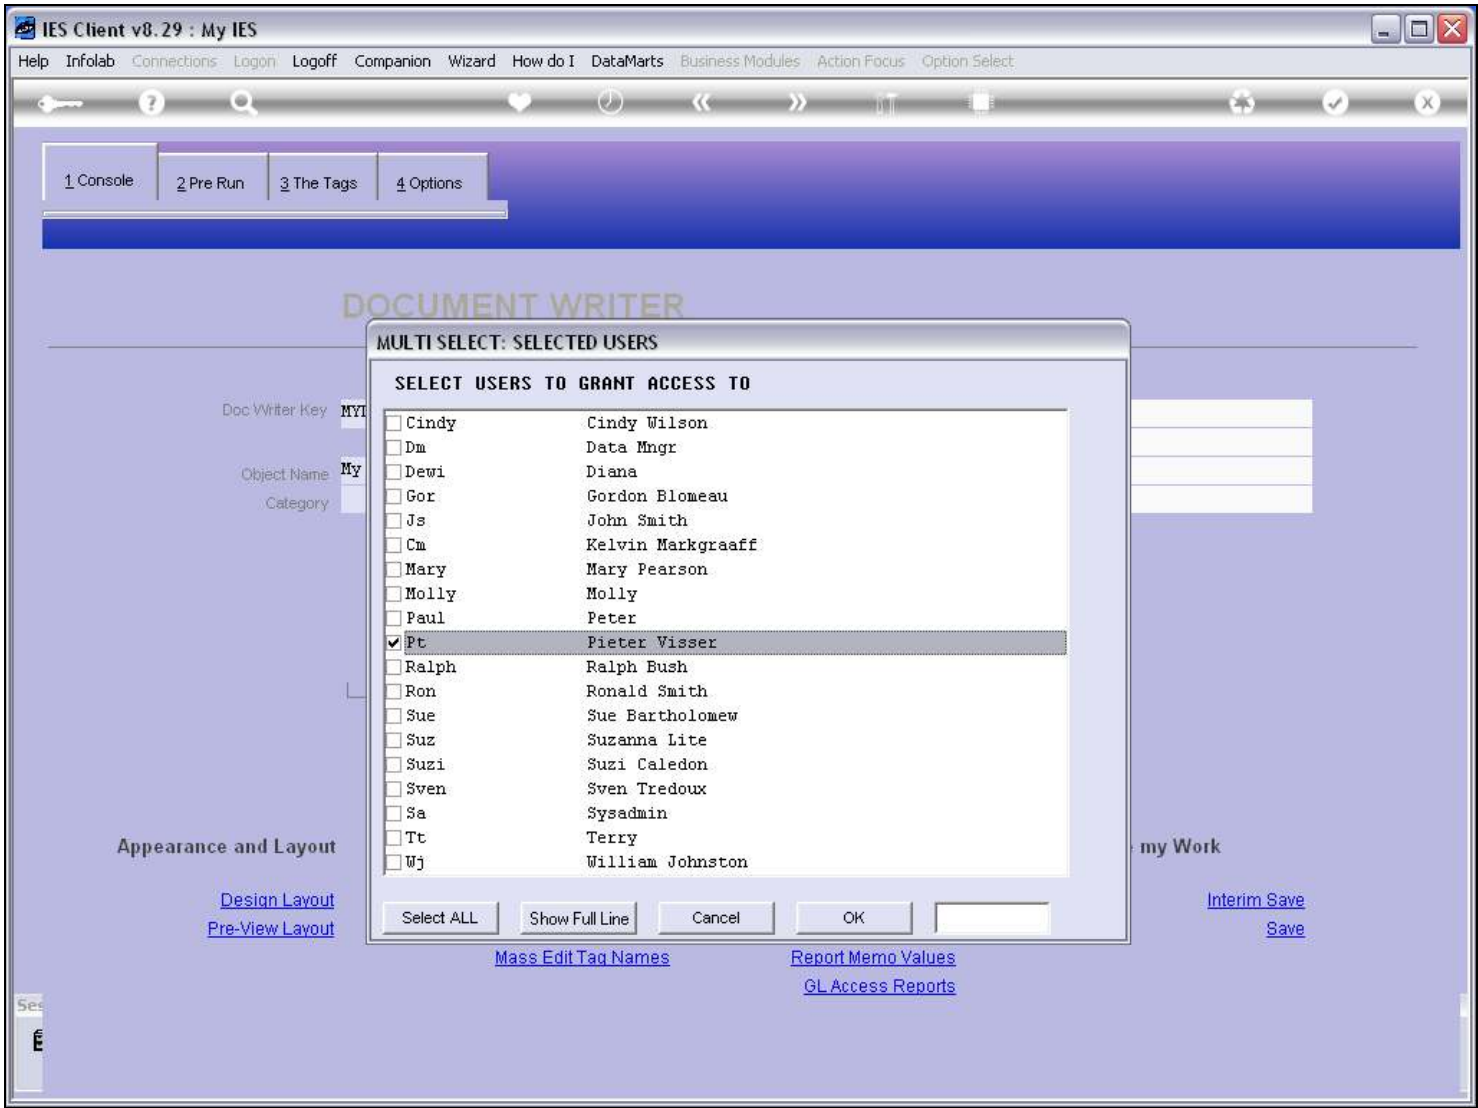 IES Client v8.29 : My IES
Help Infolab Connections Logon Logoff Companion Wizard How do I DataMarts Business Modules Action Focus Option Select
1 Console 2 Pre Run 3 The Tags 4 Options
DOCUMENT WRITER
MULTI SELECT: SELECTED USERS
SELECT USERS TO GRANT ACCESS TO
Doc Writer Key
Object Name My
Category
Cindy Cindy Wilson
Dm Data Mngr
Dewi Diana
Gor Gordon Blomeau
Js John Smith
Cm Kelvin Markgraaff
Mary Mary Pearson
Molly Molly
Paul Peter
Pt Pieter Visser
Ralph Ralph Bush
Ron Ronald Smith
Sue Sue Bartholomew
Suz Suzanna Lite
Suzi Suzi Caledon
Sven Sven Tredoux
Sa Sysadmin
Tt Terry
Wj William Johnston
Select ALL Show Full Line Cancel OK
Appearance and Layout
my Work
Design Layout
Pre-View Layout
Interim Save
Save
Mass Edit Tag Names
Report Memo Values
GL Access Reports